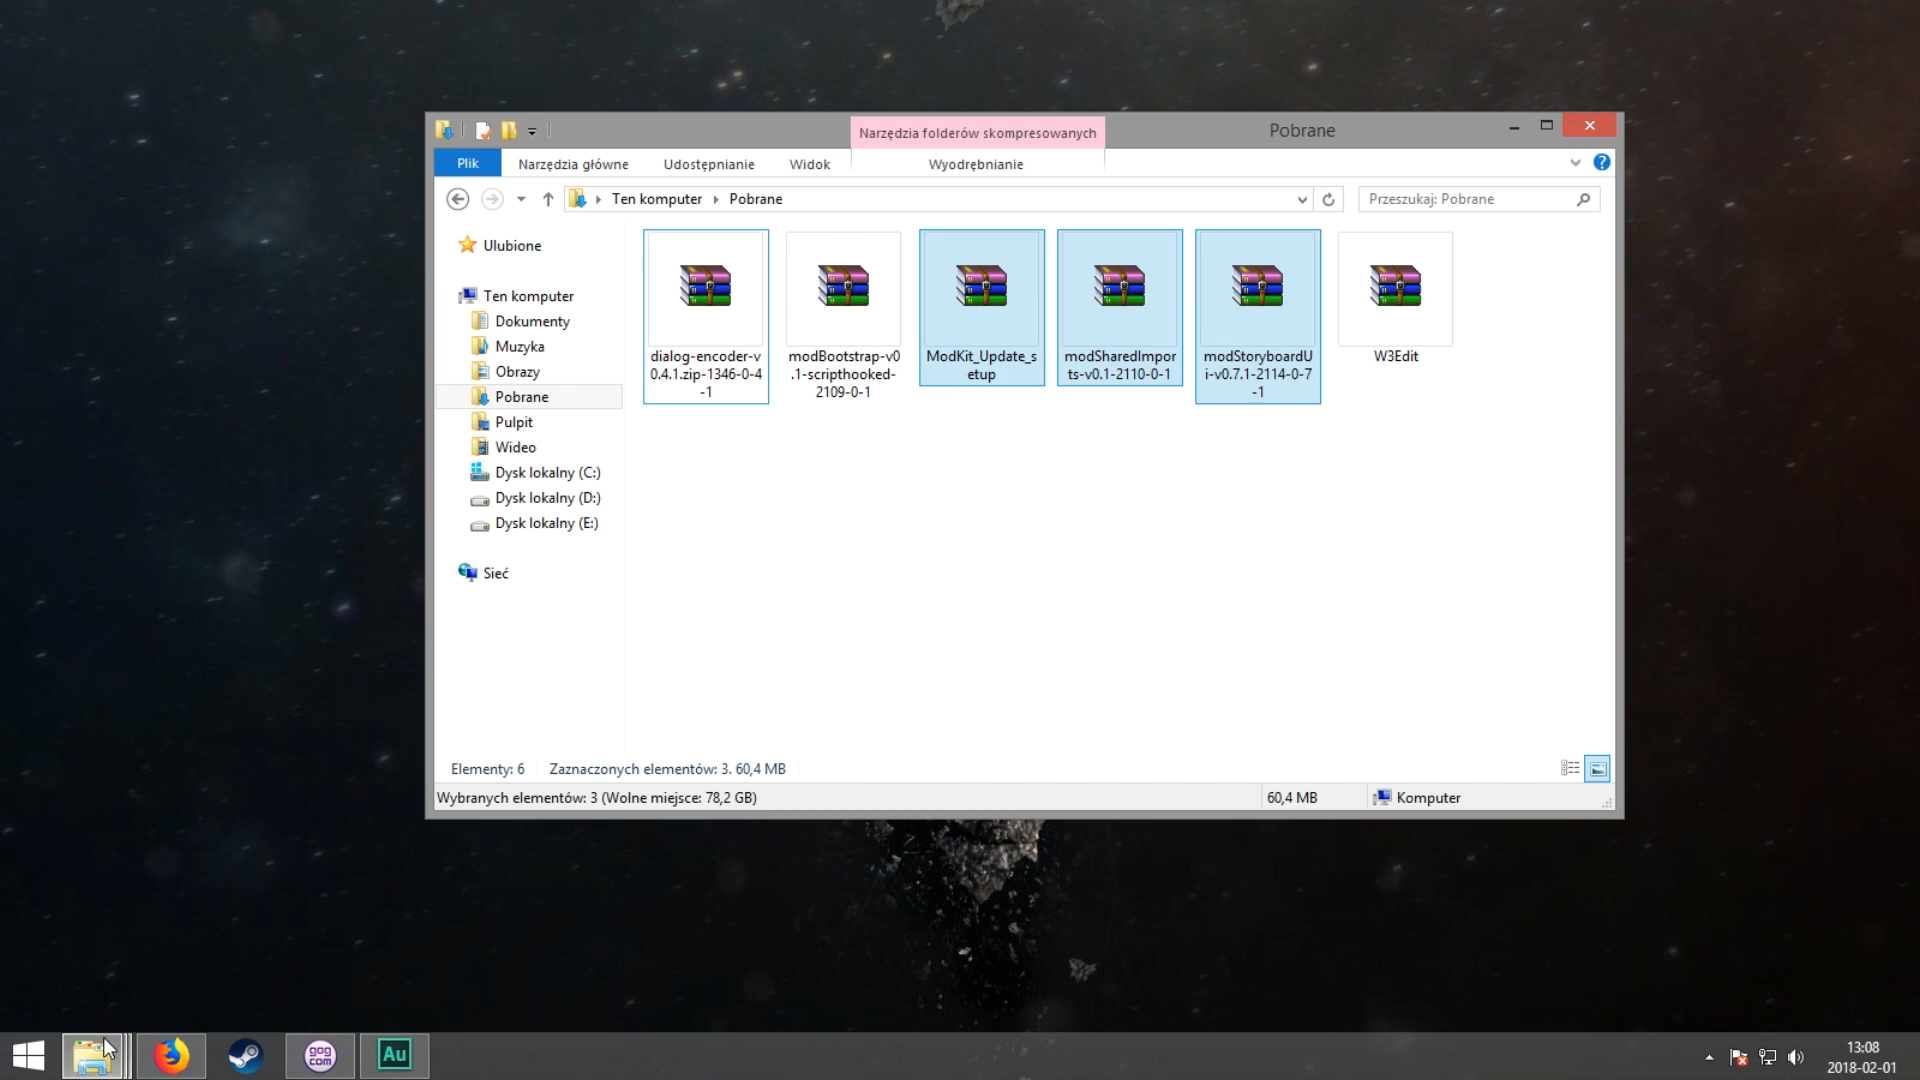 Narzędzia folderów skompresowanych
Pobrane
Plik
Narzędzia główne
Udostępnianie
Widok
Wyodrębnianie
Ten komputer
Pobrane
Przeszukaj: Pobrane
Ulubione
Ten komputer
Dokumenty
Muzyka
Obrazy
Pobrane
Pulpit
Wideo
Dysk lokalny (C:)
Dysk lokalny (D:)
Dysk lokalny (E:)
Sieć
dialog-encoder-v
0.4.1.zip-1346-0-4
-1
modBootstrap-v0
.1-scripthooked-
2109-0-1
ModKit_Update_s
etup
modSharedImpor
ts-v0.1-2110-0-1
modStoryboardU
i-v0.7.1-2114-0-7
-1
W3Edit
Elementy: 6
Zaznaczonych elementów: 3. 60,4 MB
Wybranych elementów: 3 (Wolne miejsce: 78,2 GB)
60,4 MB
Komputer
gog
com
Au
13:08
2018-02-01